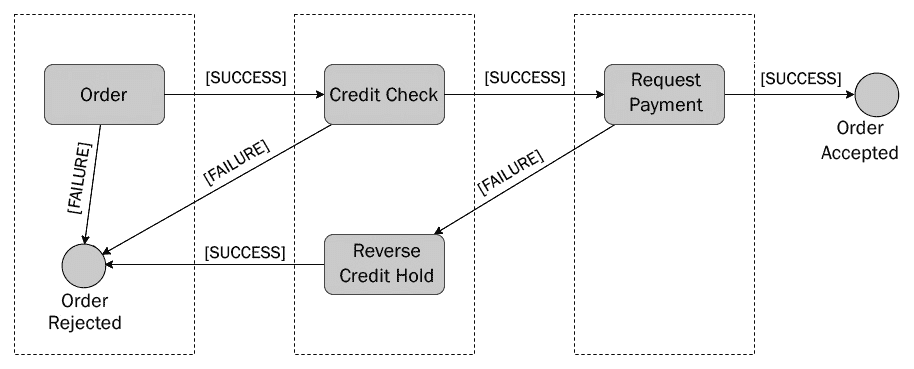 Order
[SUCCESS]
Credit Check
[SUCCESS]
Request
Payment
[SUCCESS]
Order
Accepted
[FAILURE]
[FAILURE]
[FAILURE]
Order
Rejected
[SUCCESS]
Reverse
Credit Hold